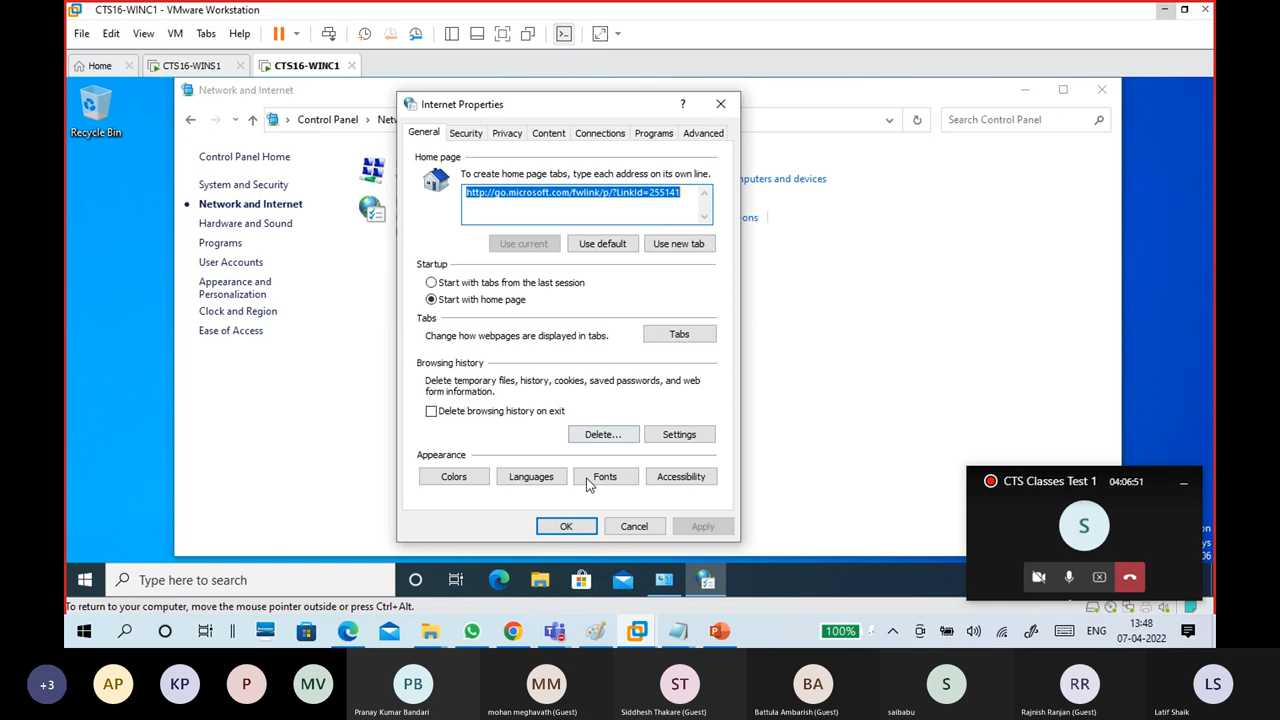 CTS16-WINC1 - VMware Workstation
File Edit View VM Tabs Help
Home CTS16-WINS1 CTS16-WINC1
Recycle Bin
Network and Internet
Control Panel
Search Control Panel
Control Panel Home
System and Security
Network and Internet
Hardware and Sound
Programs
User Accounts
Appearance and
Personalization
Clock and Region
Ease of Access
Internet Properties
?
General Security Privacy Content Connections Programs Advanced
Home page
To create home page tabs, type each address on its own line.
http://go.microsoft.com/fwlink/p/?LinkId=255141
Use current Use default Use new tab
Startup
Start with tabs from the last session
Start with home page
Tabs
Change how webpages are displayed in tabs.
Tabs
Browsing history
Delete temporary files, history, cookies, saved passwords, and web
form information.
Delete browsing history on exit
Delete... Settings
Appearance
Colors Languages Fonts Accessibility
OK Cancel Apply
CTS Classes Test 1 04:06:51
S
Type here to search
To return to your computer, move the mouse pointer outside or press Ctrl+Alt.
100%
ENG
13:48
07-04-2022
+3 AP KP P MV PB MM ST BA S RR LS
Pranay Kumar Bandari mohan meghavath (Guest) Siddhesh Thakare (Guest) Battula Ambarish (Guest) saibabu Rajnish Ranjan (Guest) Latif Shaik